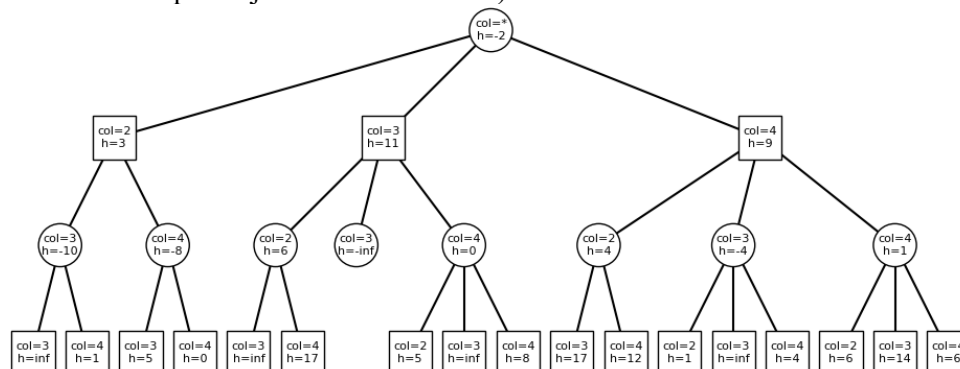 col=*
h=-2
col=2
h=3
col=3
h=11
col=4
h=9
col=3
h=-10
col=4
h=-8
col=2
h=6
col=3
h=-inf
col=4
h=0
col=2
h=4
col=3
h=-4
col=4
h=1
col=3
h=inf
col=4
h=1
col=3
h=5
col=4
h=0
col=3
h=inf
col=4
h=17
col=2
h=5
col=3
h=inf
col=4
h=8
col=3
h=17
col=4
h=12
col=2
h=1
col=3
h=inf
col=4
h=4
col=2
h=6
col=3
h=14
col=4
h=6